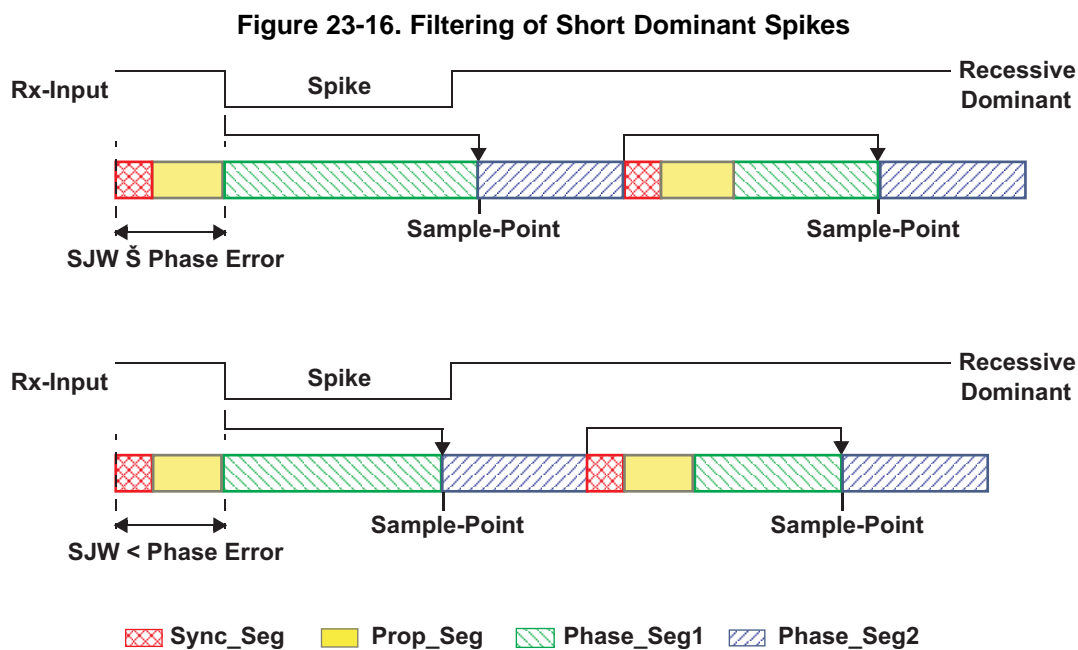 Figure 23-16. Filtering of Short Dominant Spikes
Rx-Input
Spike
Recessive
Dominant
Sample-Point
Sample-Point
SJW Š Phase Error
Rx-Input
Spike
Recessive
Dominant
Sample-Point
Sample-Point
SJW < Phase Error
Sync_Seg
Prop_Seg
Phase_Seg1
Phase_Seg2